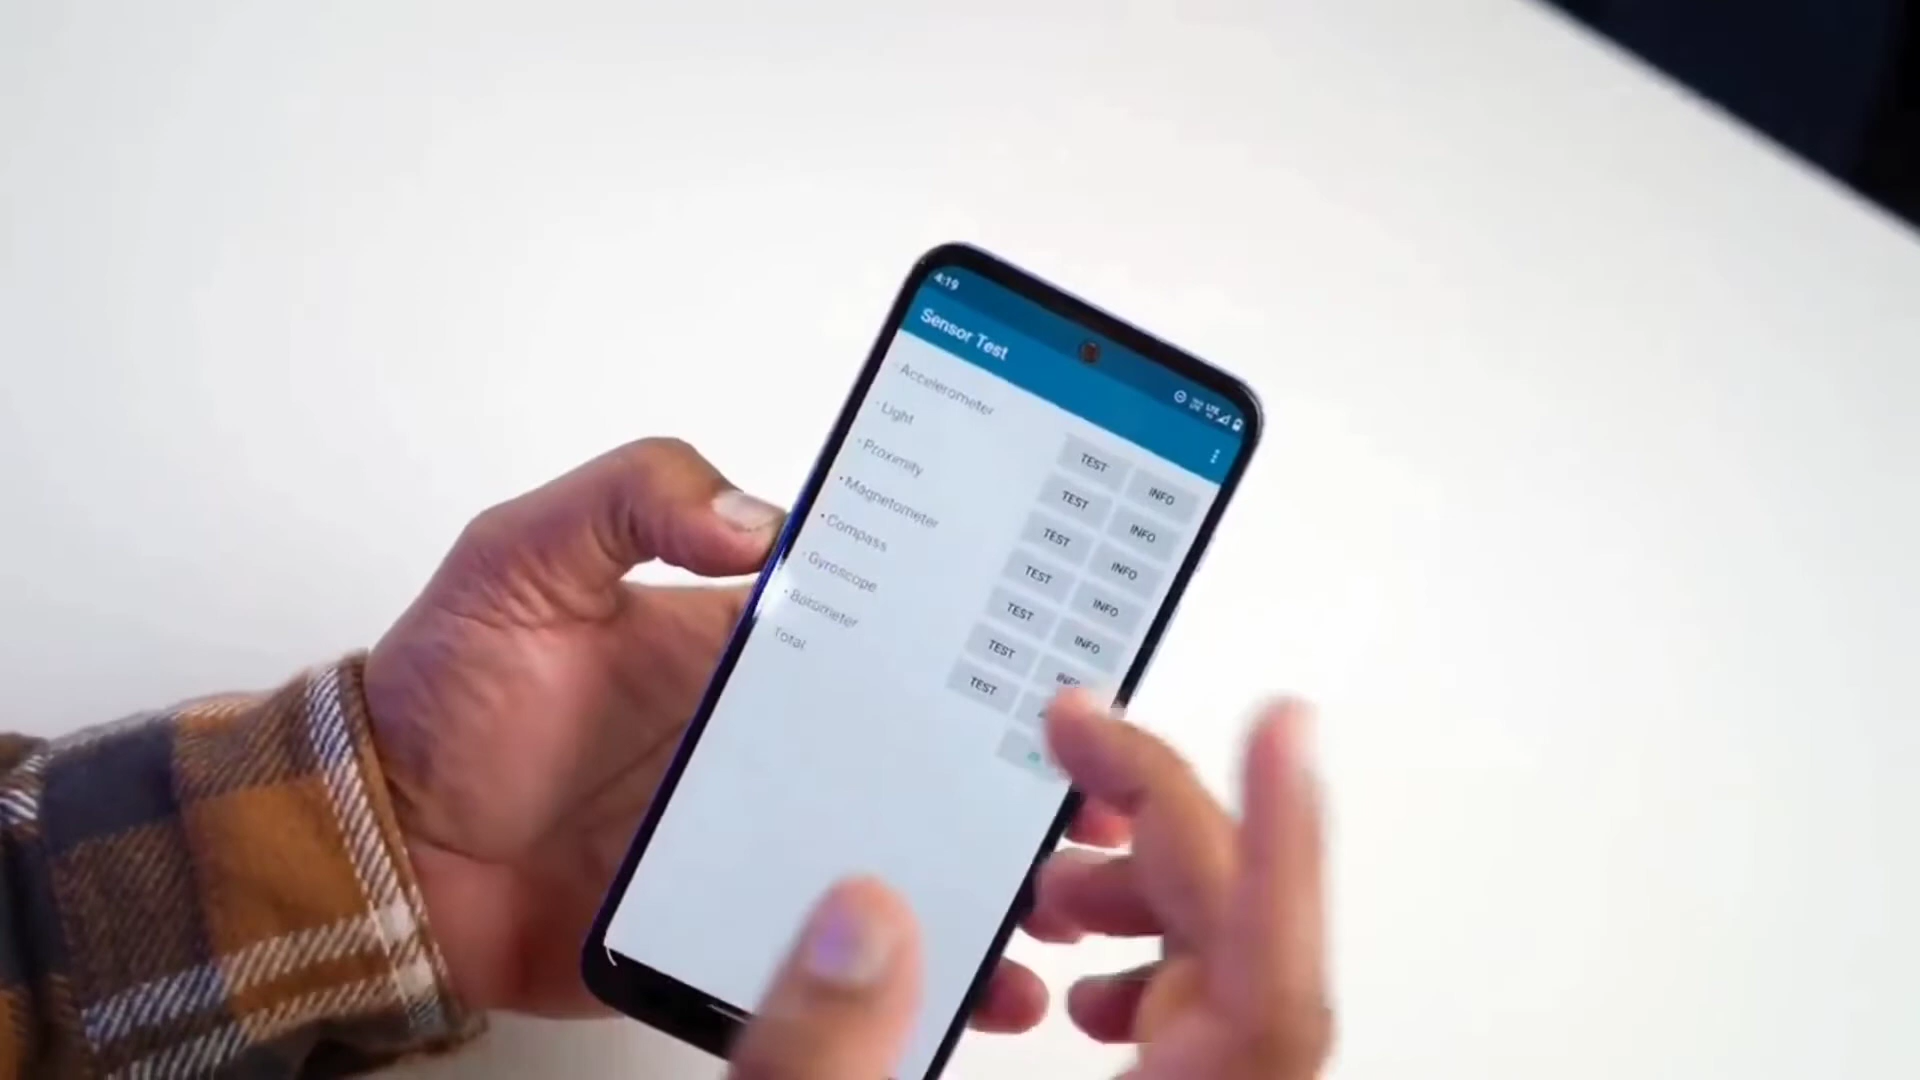 4:19
LTE
Sensor Test
Accelerometer
TEST INFO
Light
TEST INFO
Proximity
TEST INFO
Magnetometer
TEST INFO
Compass
TEST INFO
Gyroscope
TEST INFO
Barometer
TEST
Total